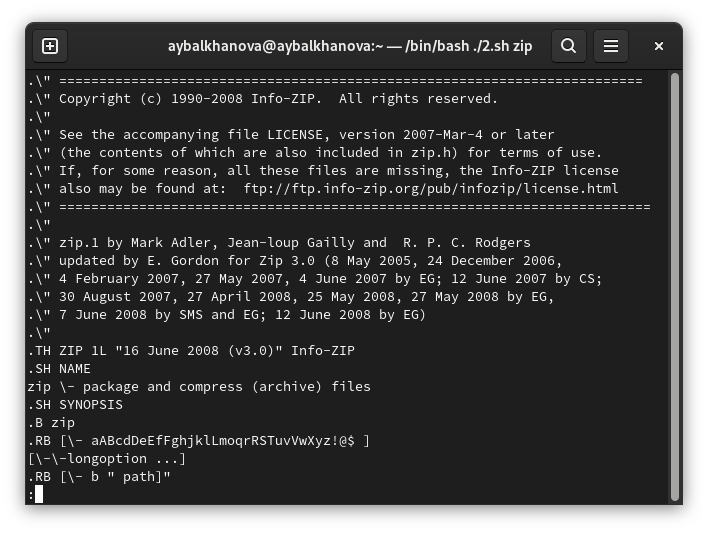 aybalkhanova@aybalkhanova:~ — /bin/bash ./2.sh zip
.\" =========================================================================
.\" Copyright (c) 1990-2008 Info-ZIP.  All rights reserved.
.\"
.\" See the accompanying file LICENSE, version 2007-Mar-4 or later
.\" (the contents of which are also included in zip.h) for terms of use.
.\" If, for some reason, all these files are missing, the Info-ZIP license
.\" also may be found at:  ftp://ftp.info-zip.org/pub/infozip/license.html
.\" ==========================================================================
.\"
.\" zip.1 by Mark Adler, Jean-loup Gailly and  R. P. C. Rodgers
.\" updated by E. Gordon for Zip 3.0 (8 May 2005, 24 December 2006,
.\" 4 February 2007, 27 May 2007, 4 June 2007 by EG; 12 June 2007 by CS;
.\" 30 August 2007, 27 April 2008, 25 May 2008, 27 May 2008 by EG,
.\" 7 June 2008 by SMS and EG; 12 June 2008 by EG)
.\"
.TH ZIP 1L "16 June 2008 (v3.0)" Info-ZIP
.SH NAME
zip \- package and compress (archive) files
.SH SYNOPSIS
.B zip
.RB [\- aABcdDeEfFghjklLmoqrRSTuvVwXyz!@$ ]
[\-\-longoption ...]
.RB [\- b " path]"
: